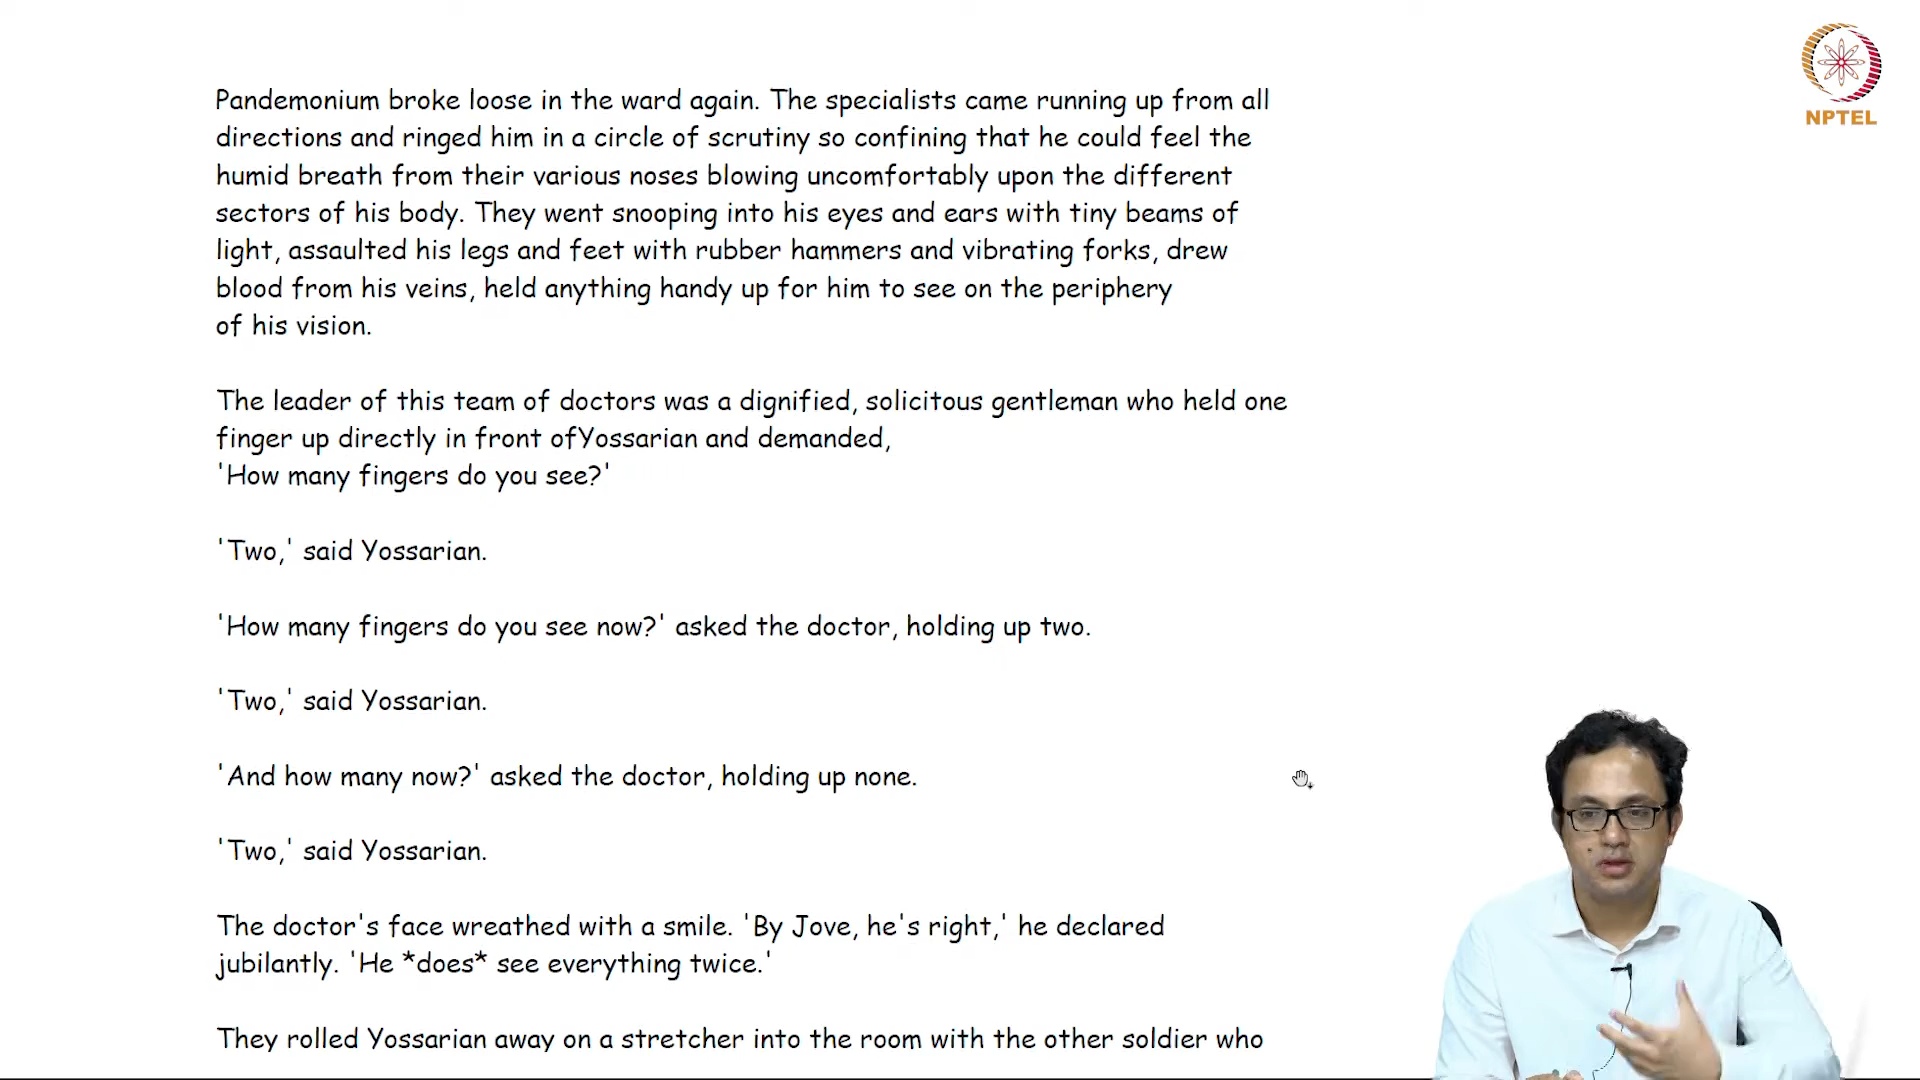 NPTEL
Pandemonium broke loose in the ward again. The specialists came running up from all
directions and ringed him in a circle of scrutiny so confining that he could feel the
humid breath from their various noses blowing uncomfortably upon the different
sectors of his body. They went snooping into his eyes and ears with tiny beams of
light, assaulted his legs and feet with rubber hammers and vibrating forks, drew
blood from his veins, held anything handy up for him to see on the periphery
of his vision.
The leader of this team of doctors was a dignified, solicitous gentleman who held one
finger up directly in front ofYossarian and demanded,
'How many fingers do you see?'
'Two,' said Yossarian.
'How many fingers do you see now?' asked the doctor, holding up two.
'Two,' said Yossarian.
'And how many now?' asked the doctor, holding up none.
'Two,' said Yossarian.
The doctor's face wreathed with a smile. 'By Jove, he's right,' he declared
jubilantly. 'He *does* see everything twice.'
They rolled Yossarian away on a stretcher into the room with the other soldier who